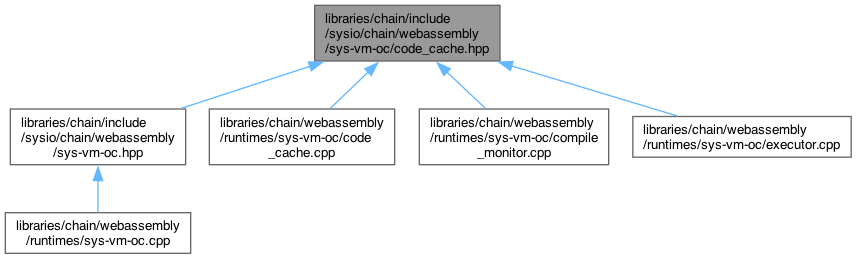 libraries/chain/include
/sysio/chain/webassembly
/sys-vm-oc/code_cache.hpp
libraries/chain/include
/sysio/chain/webassembly
/sys-vm-oc.hpp
libraries/chain/webassembly
/runtimes/sys-vm-oc/code
_cache.cpp
libraries/chain/webassembly
/runtimes/sys-vm-oc/compile
_monitor.cpp
libraries/chain/webassembly
/runtimes/sys-vm-oc/executor.cpp
libraries/chain/webassembly
/runtimes/sys-vm-oc.cpp